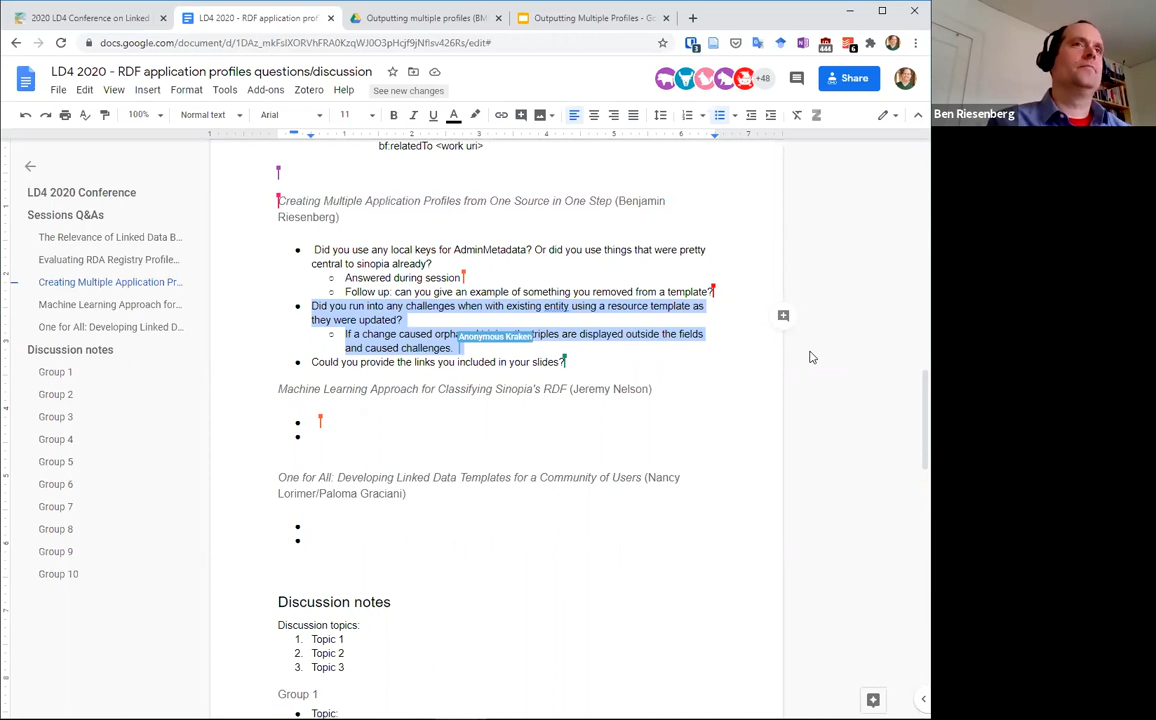 2020 LD4 Conference on Linked
LD4 2020 - RDF application prof
Outputting multiple profiles (BM
Outputting Multiple Profiles - Go
LD4 2020 - RDF application profiles questions/discussion
File Edit View Insert Format Tools Add-ons Zotero Help See new changes
+48
Share
100% Normal text Arial 11
Ben Riesenberg
LD4 2020 Conference
Sessions Q&As
The Relevance of Linked Data B...
Evaluating RDA Registry Profile...
Creating Multiple Application Pr...
Machine Learning Approach for...
One for All: Developing Linked D...
Discussion notes
Group 1
Group 2
Group 3
Group 4
Group 5
Group 6
Group 7
Group 8
Group 9
Group 10
bf:relatedTo <work uri>
Creating Multiple Application Profiles from One Source in One Step (Benjamin
Riesenberg)
Did you use any local keys for AdminMetadata? Or did you use things that were pretty
central to sinopia already?
Answered during session
Follow up: can you give an example of something you removed from a template?
Did you run into any challenges when with existing entity using a resource template as
they were updated?
If a change caused
Anonymous Kraken
triples are displayed outside the fields
and caused challenges.
Could you provide the links you included in your slides?
Machine Learning Approach for Classifying Sinopia's RDF (Jeremy Nelson)
One for All: Developing Linked Data Templates for a Community of Users (Nancy
Lorimer/Paloma Graciani)
Discussion notes
Discussion topics:
1. Topic 1
2. Topic 2
3. Topic 3
Group 1
Topic: